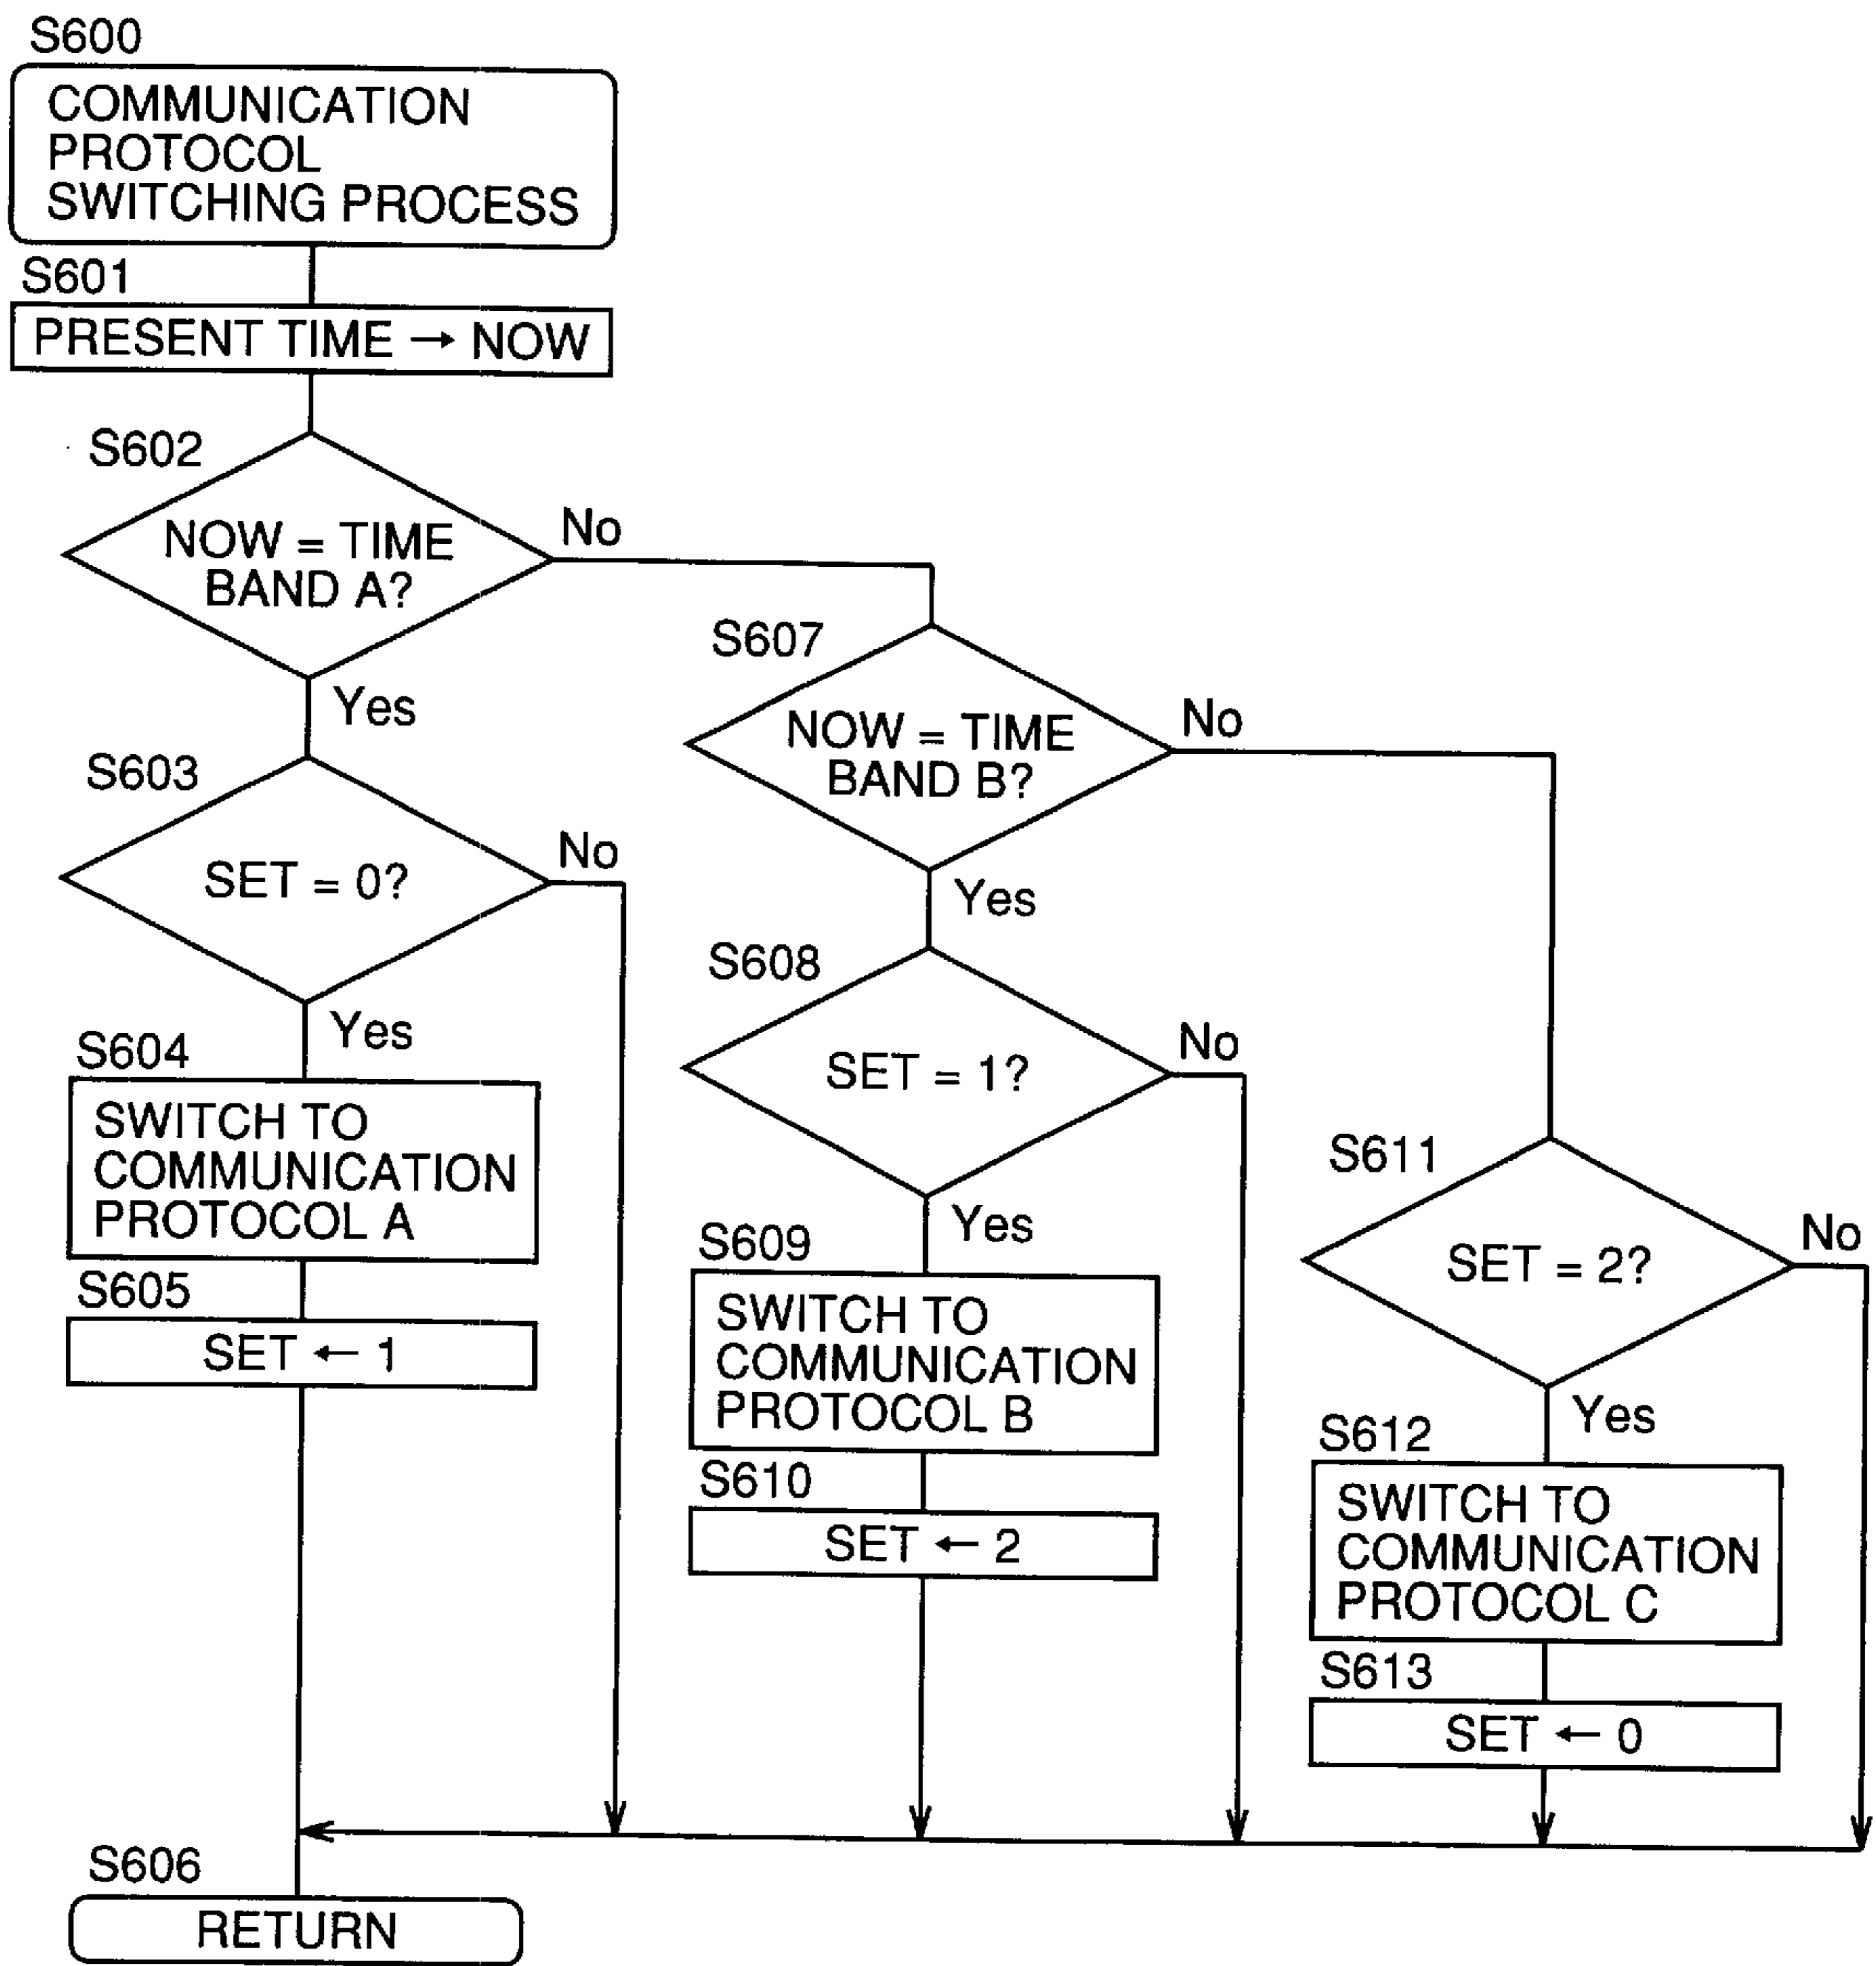 S600
COMMUNICATION
PROTOCOL
SWITCHING PROCESS
S601
PRESENT TIME → NOW
S602
NOW = TIME
BAND A?
No
Yes
S603
SET = 0?
No
Yes
S604
SWITCH TO
COMMUNICATION
PROTOCOL A
S605
SET ← 1
S607
NOW = TIME
BAND B?
No
Yes
S608
SET = 1?
No
Yes
S609
SWITCH TO
COMMUNICATION
PROTOCOL B
S610
SET ← 2
S611
SET = 2?
No
Yes
S612
SWITCH TO
COMMUNICATION
PROTOCOL C
S613
SET ← 0
S606
RETURN